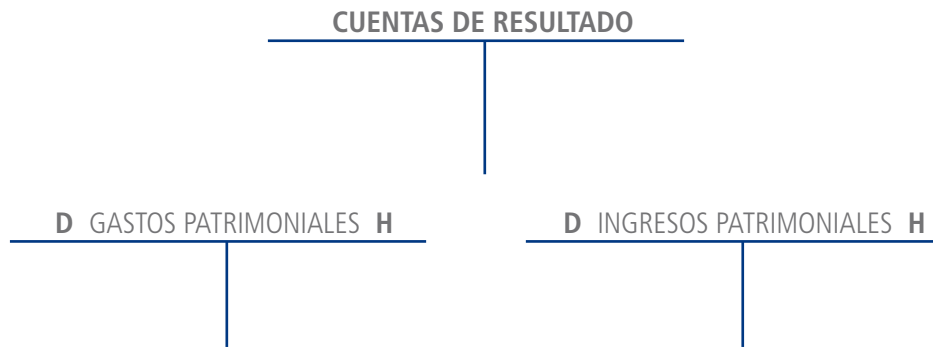 CUENTAS DE RESULTADO
D GASTOS PATRIMONIALES H
D INGRESOS PATRIMONIALES H